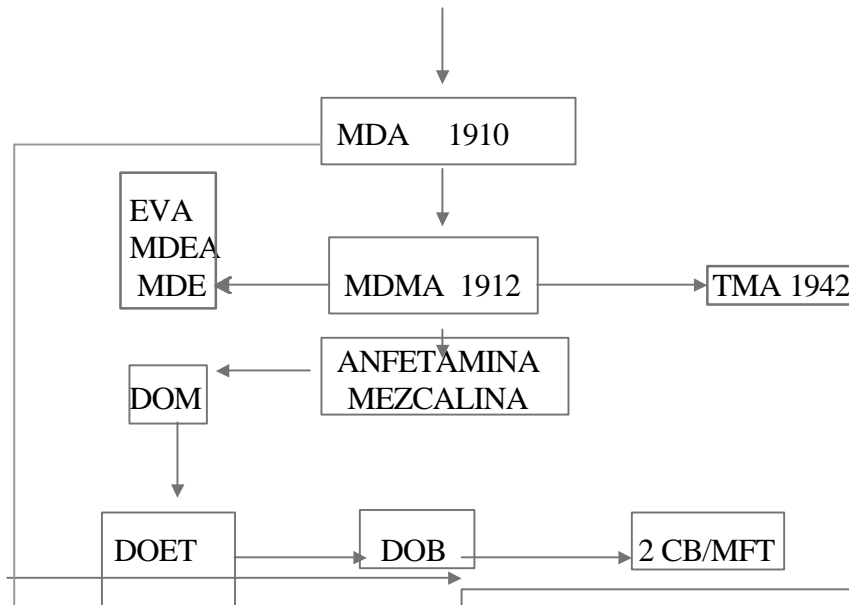 MDA 1910
EVA
MDEA
MDE
MDMA 1912
TMA 1942
ANFETAMINA
MEZCALINA
DOM
DOET
DOB
2 CB/MFT